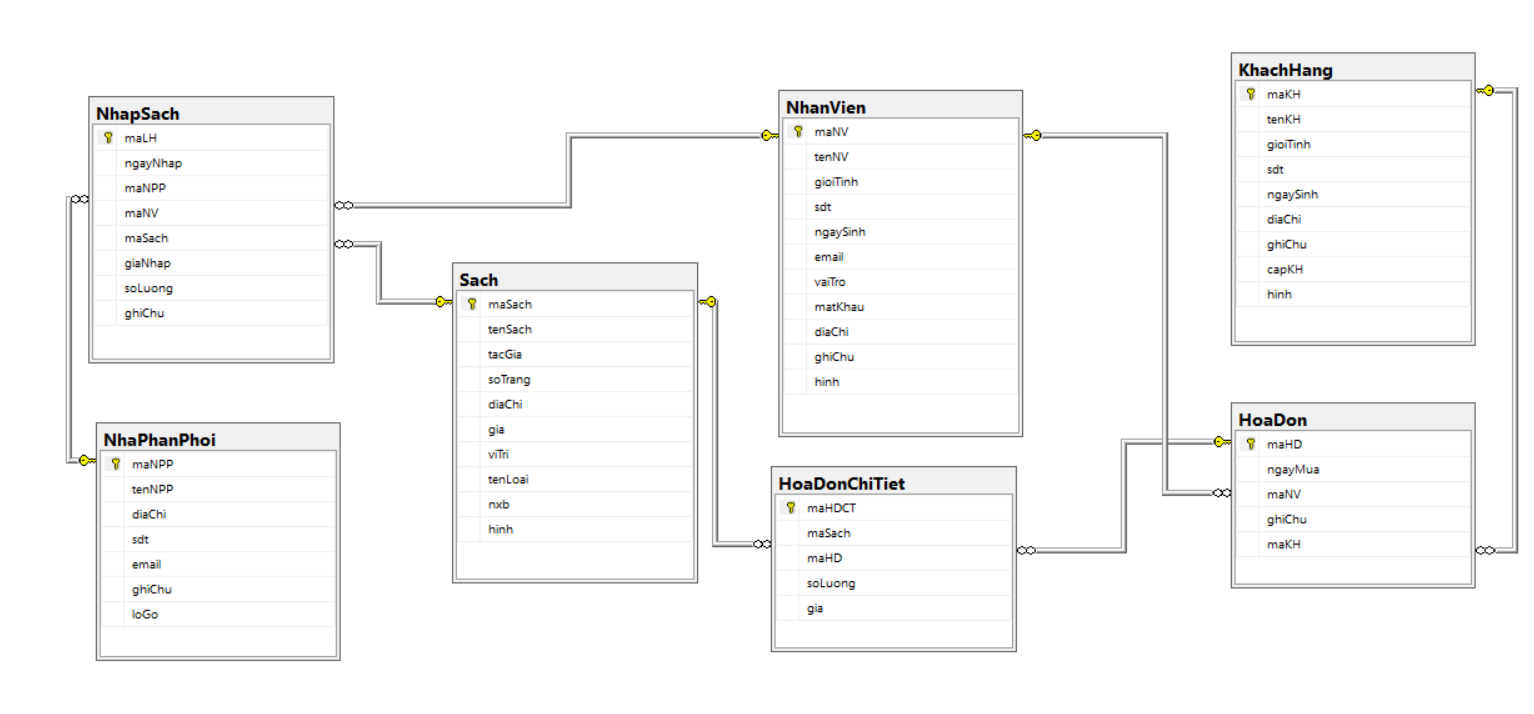 NhapSach
maLH
ngayNhap
maNPP
maNV
maSach
giaNhap
soLuong
ghiChu
NhaPhanPhoi
maNPP
tenNPP
diaChi
sdt
email
ghiChu
loGo
Sach
maSach
tenSach
tacGia
soTrang
diaChi
gia
viTri
tenLoai
nxb
hinh
NhanVien
maNV
tenNV
gioiTinh
sdt
ngaySinh
email
vaiTro
matKhau
diaChi
ghiChu
hinh
HoaDonChiTiet
maHDCT
maSach
maHD
soLuong
gia
KhachHang
maKH
tenKH
gioiTinh
sdt
ngaySinh
diaChi
ghiChu
capKH
hinh
HoaDon
maHD
ngayMua
maNV
ghiChu
maKH